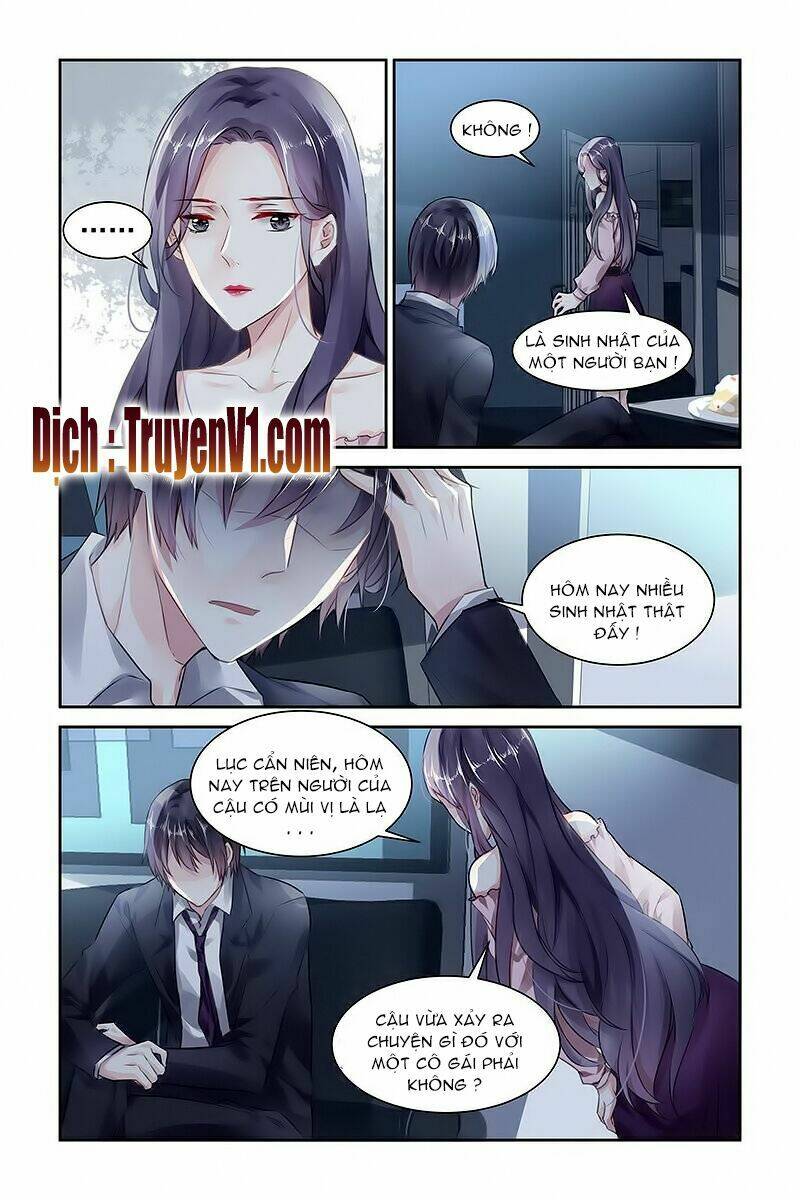 ......
KHÔNG !
LÀ SINH NHẬT CỦA
MỘT NGƯỜI BẠN !
Dịch : TruyenV1.com
HÔM NAY NHIỀU
SINH NHẬT THẬT
ĐẤY !
LỤC CẨN NIÊN, HÔM
NAY TRÊN NGƯỜI CỦA
CẬU CÓ MÙI VỊ LÀ LẠ
. . .
CẬU VỪA XẢY RA
CHUYỆN GÌ ĐÓ VỚI
MỘT CÔ GÁI PHẢI
KHÔNG ?